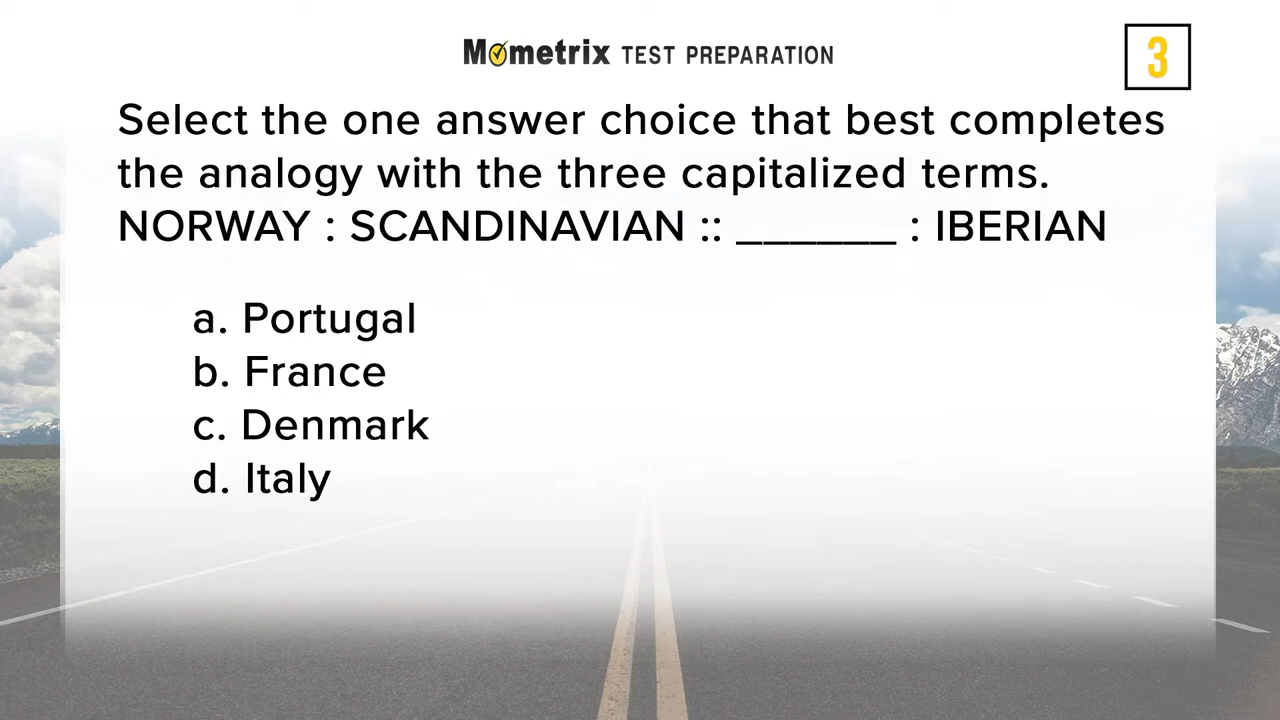 Mometrix TEST PREPARATION
3
Select the one answer choice that best completes
the analogy with the three capitalized terms.
NORWAY : SCANDINAVIAN :: ______ : IBERIAN
a. Portugal
b. France
c. Denmark
d. Italy